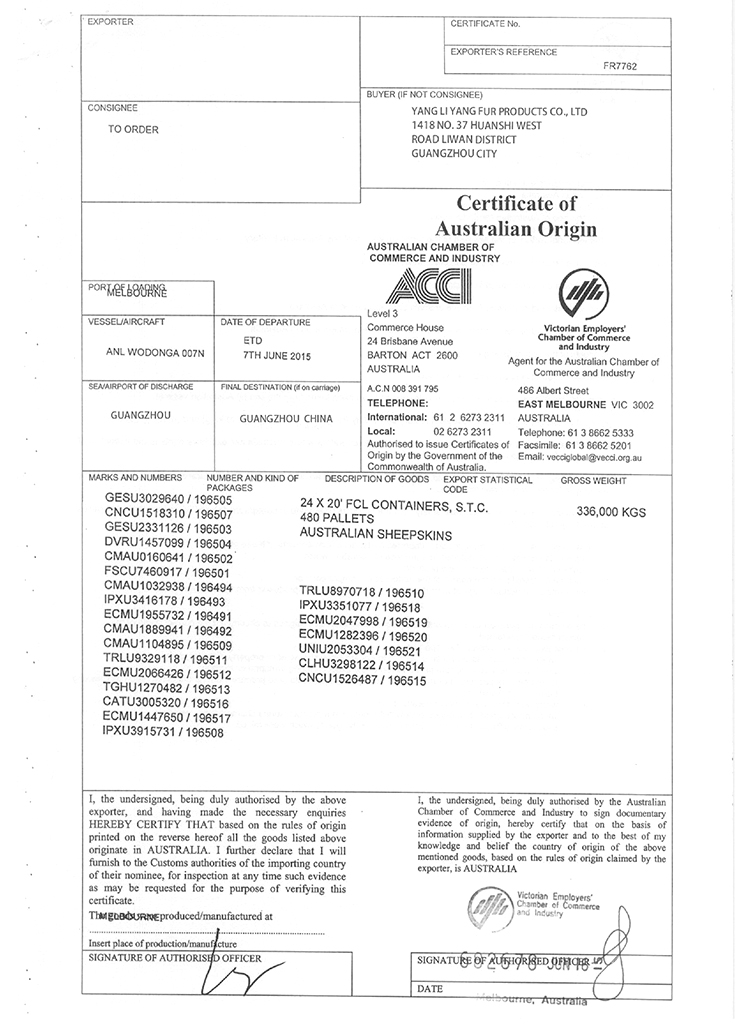 EXPORTER
CERTIFICATE No.
EXPORTER'S REFERENCE
FR7762
CONSIGNEE
TO ORDER
BUYER (IF NOT CONSIGNEE)
YANG LI YANG FUR PRODUCTS CO., LTD
1418 NO. 37 HUANSHI WEST
ROAD LIWAN DISTRICT
GUANGZHOU CITY
Certificate of
Australian Origin
AUSTRALIAN CHAMBER OF
COMMERCE AND INDUSTRY
ACCI
Level 3
Commerce House
24 Brisbane Avenue
BARTON ACT 2600
AUSTRALIA
A.C.N 008 391 795
TELEPHONE:
International: 61 2 6273 2311
Local: 02 6273 2311
Authorised to issue Certificates of
Origin by the Government of the
Commonwealth of Australia.
Victorian Employers'
Chamber of Commerce
and Industry
Agent for the Australian Chamber of
Commerce and Industry
486 Albert Street
EAST MELBOURNE VIC 3002
AUSTRALIA
Telephone: 61 3 8662 5333
Facsimile: 61 3 8662 5201
Email: vecciglobal@vecci.org.au
PORT OF LOADING
MELBOURNE
VESSEL/AIRCRAFT
ANL WODONGA 007N
DATE OF DEPARTURE
ETD
7TH JUNE 2015
SEA/AIRPORT OF DISCHARGE
GUANGZHOU
FINAL DESTINATION (if on carriage)
GUANGZHOU CHINA
MARKS AND NUMBERS
NUMBER AND KIND OF
PACKAGES
DESCRIPTION OF GOODS
EXPORT STATISTICAL
CODE
GROSS WEIGHT
GESU3029640 / 196505
CNCU1518310 / 196507
GESU2331126 / 196503
DVRU1457099 / 196504
CMAU0160641 / 196502
FSCU7460917 / 196501
CMAU1032938 / 196494
IPXU3416178 / 196493
ECMU1955732 / 196491
CMAU1889941 / 196492
CMAU1104895 / 196509
TRLU9329118 / 196511
ECMU2066426 / 196512
TGHU1270482 / 196513
CATU3005320 / 196516
ECMU1447650 / 196517
IPXU3915731 / 196508
24 X 20' FCL CONTAINERS, S.T.C.
480 PALLETS
AUSTRALIAN SHEEPSKINS
336,000 KGS
TRLU8970718 / 196510
IPXU3351077 / 196518
ECMU2047998 / 196519
ECMU1282396 / 196520
UNIU2053304 / 196521
CLHU3298122 / 196514
CNCU1526487 / 196515
I, the undersigned, being duly authorised by the above
exporter, and having made the necessary enquiries
HEREBY CERTIFY THAT based on the rules of origin
printed on the reverse hereof all the goods listed above
originate in AUSTRALIA. I further declare that I will
furnish to the Customs authorities of the importing country
of their nominee, for inspection at any time such evidence
as may be requested for the purpose of verifying this
certificate.
MELBOURNE produced/manufactured at
Insert place of production/manufacture
SIGNATURE OF AUTHORISED OFFICER
I, the undersigned, being duly authorised by the Australian
Chamber of Commerce and Industry to sign documentary
evidence of origin, hereby certify that on the basis of
information supplied by the exporter and to the best of my
knowledge and belief the country of origin of the above
mentioned goods, based on the rules of origin claimed by the
exporter, is AUSTRALIA
Victorian Employers'
Chamber of Commerce
and Industry
SIGNATURE OF AUTHORISED OFFICER
DATE
Melbourne, Australia